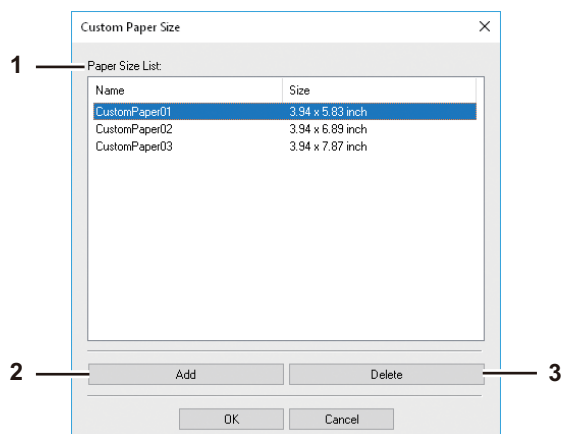 Custom Paper Size
1
Paper Size List:
Name Size
CustomPaper01 3.94 x 5.83 inch
CustomPaper02 3.94 x 6.89 inch
CustomPaper03 3.94 x 7.87 inch
2 Add Delete 3
OK Cancel